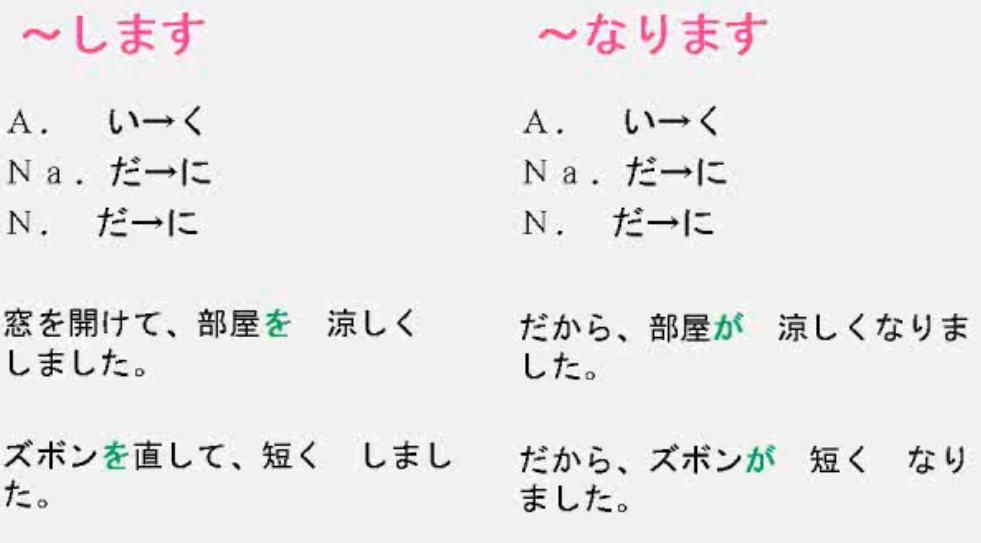 ～します
A.　い→く
Na.だ→に
N.　だ→に
窓を開けて、部屋を　涼しく
しました。
ズボンを直して、短く　しまし
た。
～なります
A.　い→く
Na.だ→に
N.　だ→に
だから、部屋が　涼しくなりま
した。
だから、ズボンが　短く　なり
ました。